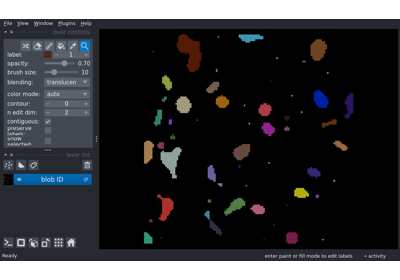 File View Window Plugins Help
layer controls
label: 1
opacity: 0.70
brush size: 10
blending: translucen
color mode: auto
contour: 0
n edit dim: 2
contiguous:
preserve
labels:
show
selected:
layer list
blob ID
Ready enter paint or fill mode to edit labels activity